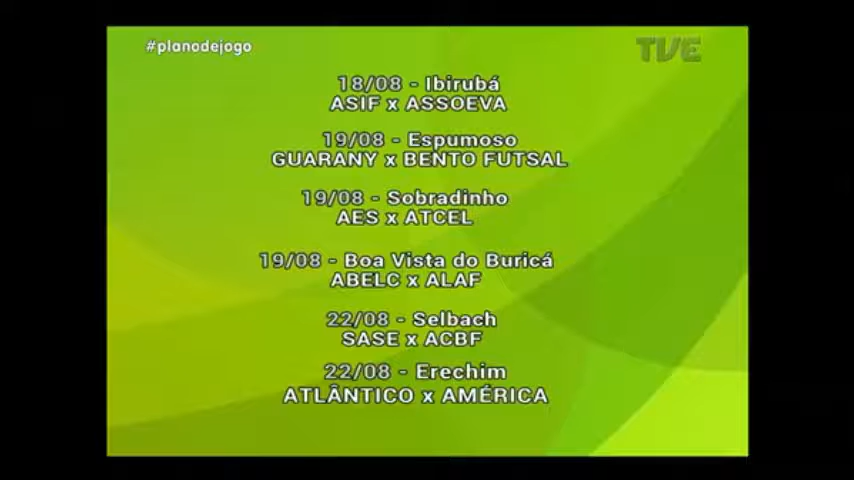 #planodejogo
TVE
18/08 - Ibirubá
ASIF x ASSOEVA
19/08 - Espumoso
GUARANY x BENTO FUTSAL
19/08 - Sobradinho
AES x ATCEL
19/08 - Boa Vista do Buricá
ABELC x ALAF
22/08 - Selbach
SASE x ACBF
22/08 - Erechim
ATLÂNTICO x AMÉRICA